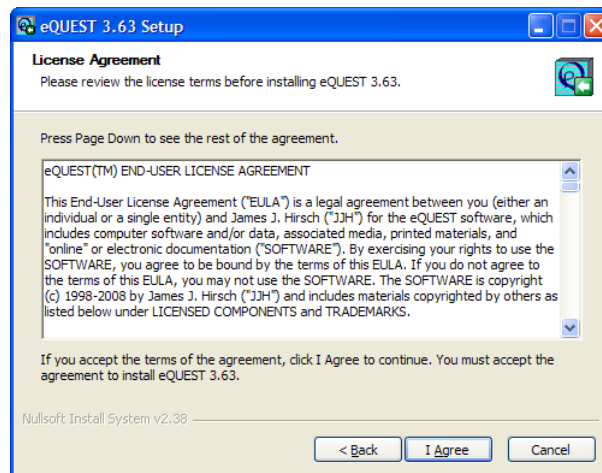 eQUEST 3.63 Setup
License Agreement
Please review the license terms before installing eQUEST 3.63.
Press Page Down to see the rest of the agreement.
eQUEST(TM) END-USER LICENSE AGREEMENT
This End-User License Agreement ("EULA") is a legal agreement between you (either an
individual or a single entity) and James J. Hirsch ("JJH") for the eQUEST software, which
includes computer software and/or data, associated media, printed materials, and
"online" or electronic documentation ("SOFTWARE"). By exercising your rights to use the
SOFTWARE, you agree to be bound by the terms of this EULA. If you do not agree to
the terms of this EULA, you may not use the SOFTWARE. The SOFTWARE is copyright
(c) 1998-2008 by James J. Hirsch ("JJH") and includes materials copyrighted by others as
listed below under LICENSED COMPONENTS and TRADEMARKS.
If you accept the terms of the agreement, click I Agree to continue. You must accept the
agreement to install eQUEST 3.63.
Nullsoft Install System v2.38
< Back
I Agree
Cancel